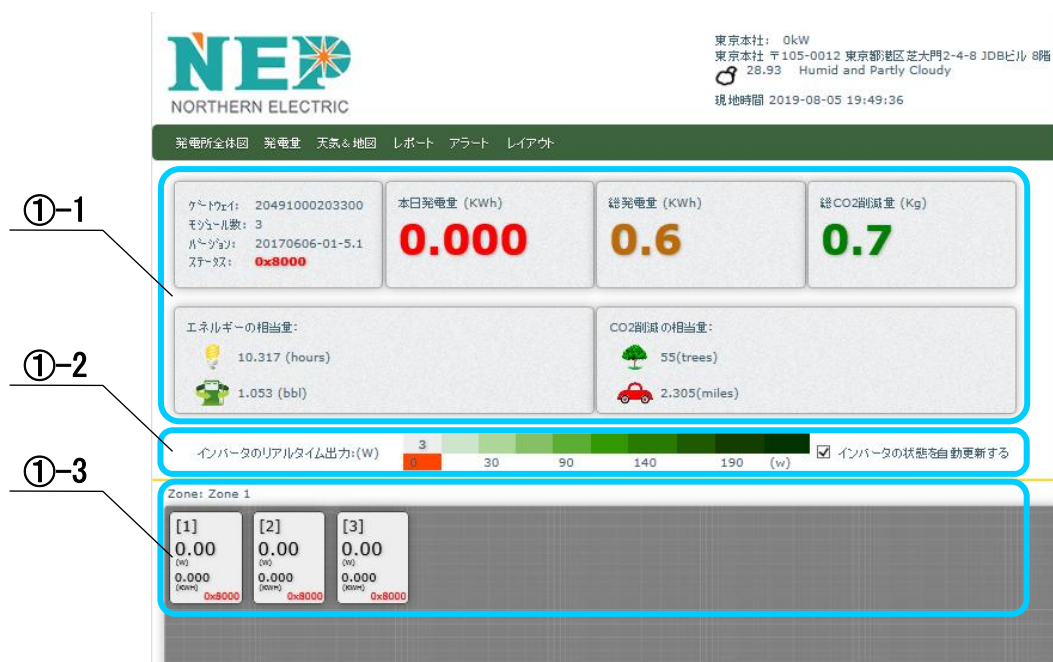 NEP
NORTHERN ELECTRIC
東京本社: 0kW
東京本社 〒105-0012 東京都港区芝大門2-4-8 JDBビル 8階
28.93 Humid and Partly Cloudy
現地時間 2019-08-05 19:49:36
発電所全体図 発電量 天気&地図 レポート アラート レイアウト
①-1
ゲートウェイ: 20491000203300
モジュール数: 3
バージョン: 20170606-01-5.1
ステータス: 0x8000
本日発電量 (KWh)
0.000
総発電量 (KWh)
0.6
総CO2削減量 (Kg)
0.7
エネルギーの相当量:
10.317 (hours)
1.053 (bbl)
CO2削減の相当量:
55(trees)
2.305(miles)
①-2
インバータのリアルタイム出力:(W)
3
0 30 90 140 190 (w)
インバータの状態を自動更新する
①-3
Zone: Zone 1
[1]
0.00
(W)
0.000
(KWH)
0x8000
[2]
0.00
(W)
0.000
(KWH)
0x8000
[3]
0.00
(W)
0.000
(KWH)
0x8000